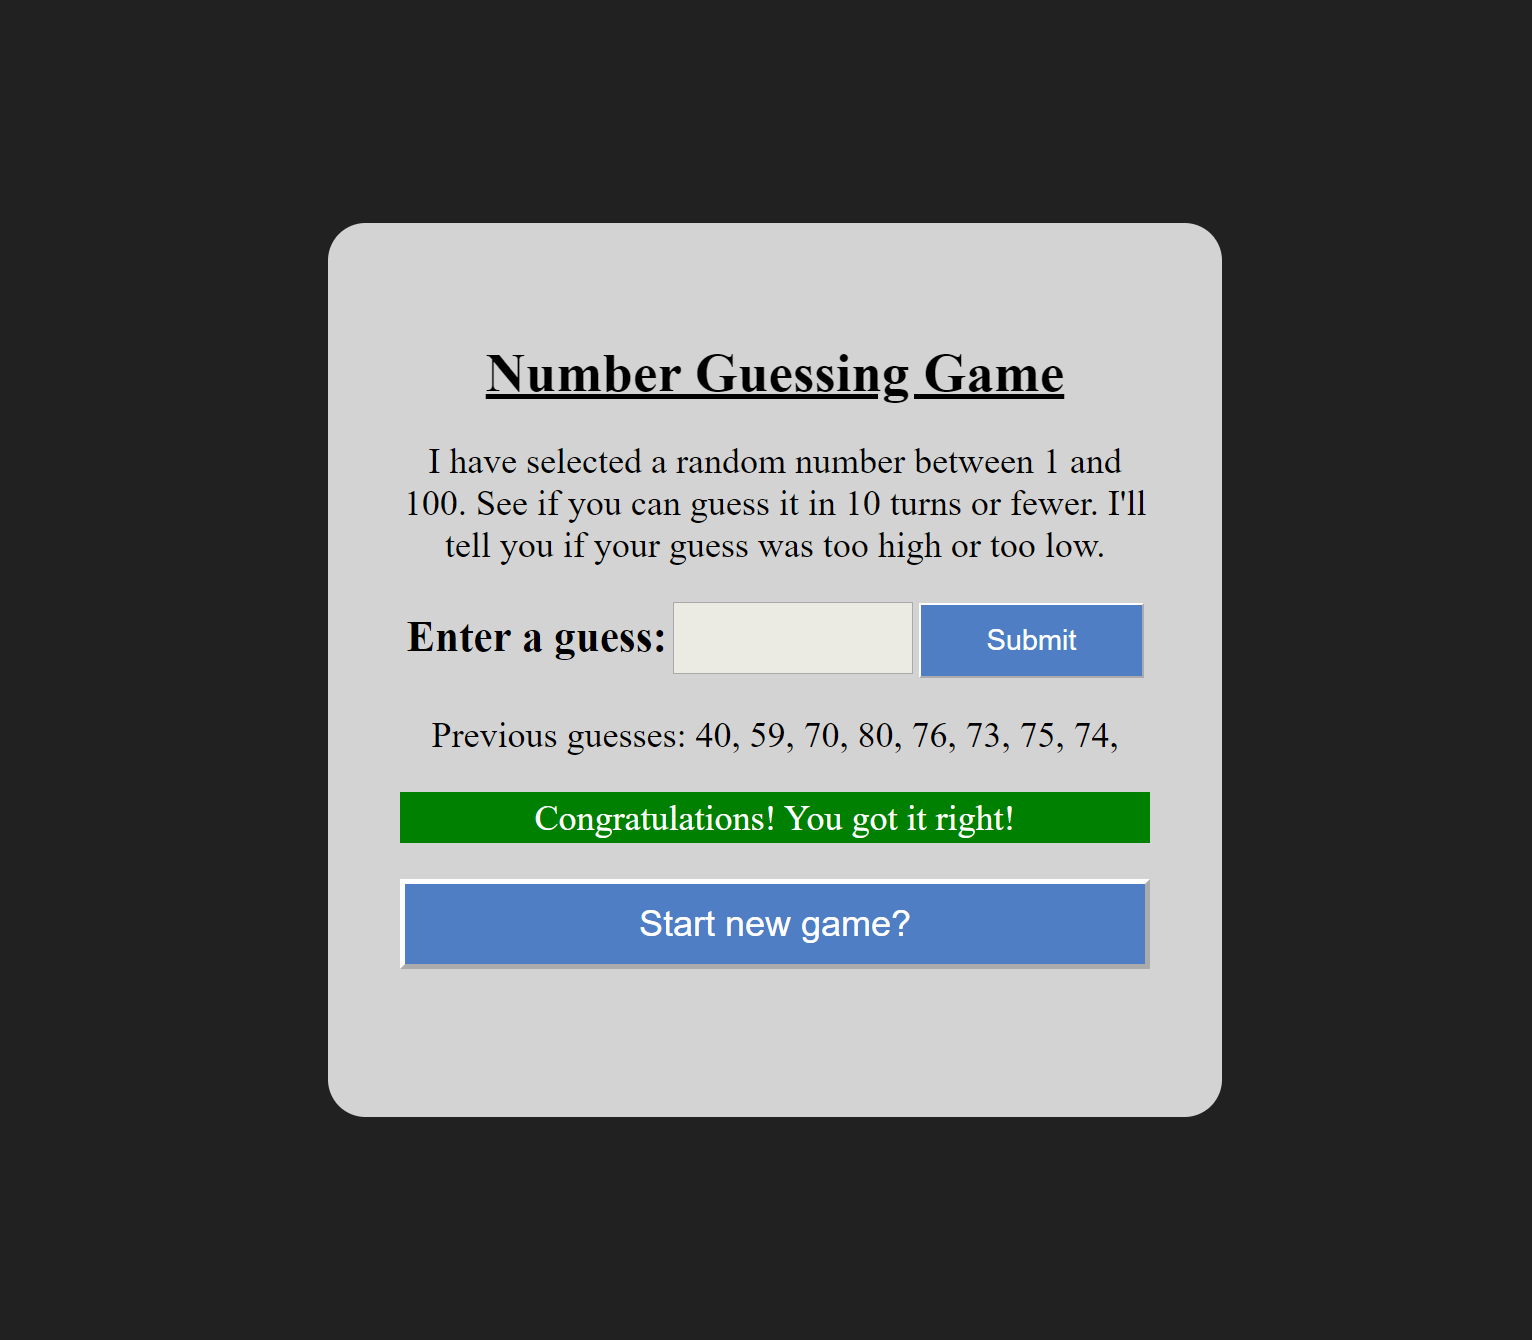 Number Guessing Game
I have selected a random number between 1 and
100. See if you can guess it in 10 turns or fewer. I'll
tell you if your guess was too high or too low.
Enter a guess: Submit
Previous guesses: 40, 59, 70, 80, 76, 73, 75, 74,
Congratulations! You got it right!
Start new game?